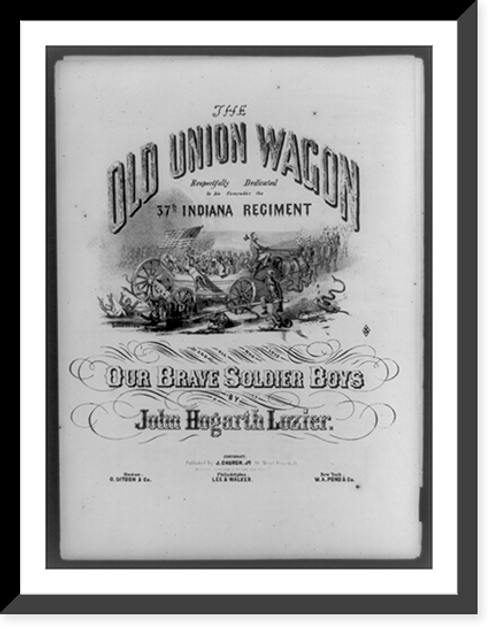 THE
OLD UNION WAGON
Respectfully Dedicated
to his Comrades the
37th INDIANA REGIMENT
OUR BRAVE SOLDIER BOYS
BY
John Hogarth Lozier.
CINCINNATI.
Published by J. CHURCH, Jr.
Boston. Philadelphia New York
O. DITSON & Co. LEE & WALKER. W. A. POND & Co.